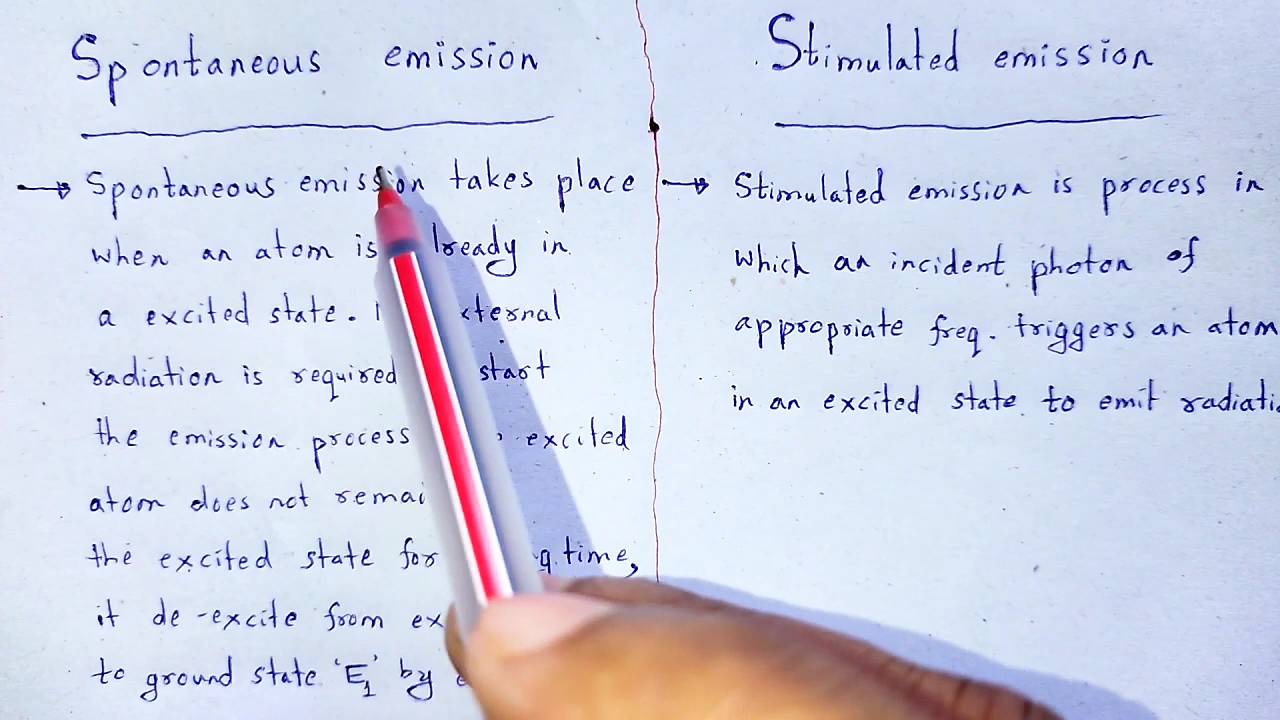 Spontaneous emission
Spontaneous emission takes place
when an atom is already in
a excited state. external
radiation is required start
the emission process excited
atom does not remai
the excited state for time,
it de-excite from ex
to ground state 'E1' by
Stimulated emission
Stimulated emission is process in
which an incident photon of
appropriate freq. triggers an atom
in an excited state to emit radiati